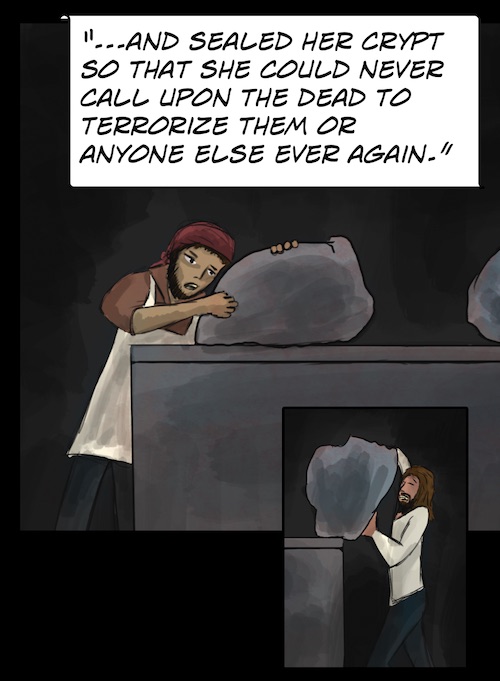 "...AND SEALED HER CRYPT
SO THAT SHE COULD NEVER
CALL UPON THE DEAD TO
TERRORIZE THEM OR
ANYONE ELSE EVER AGAIN."